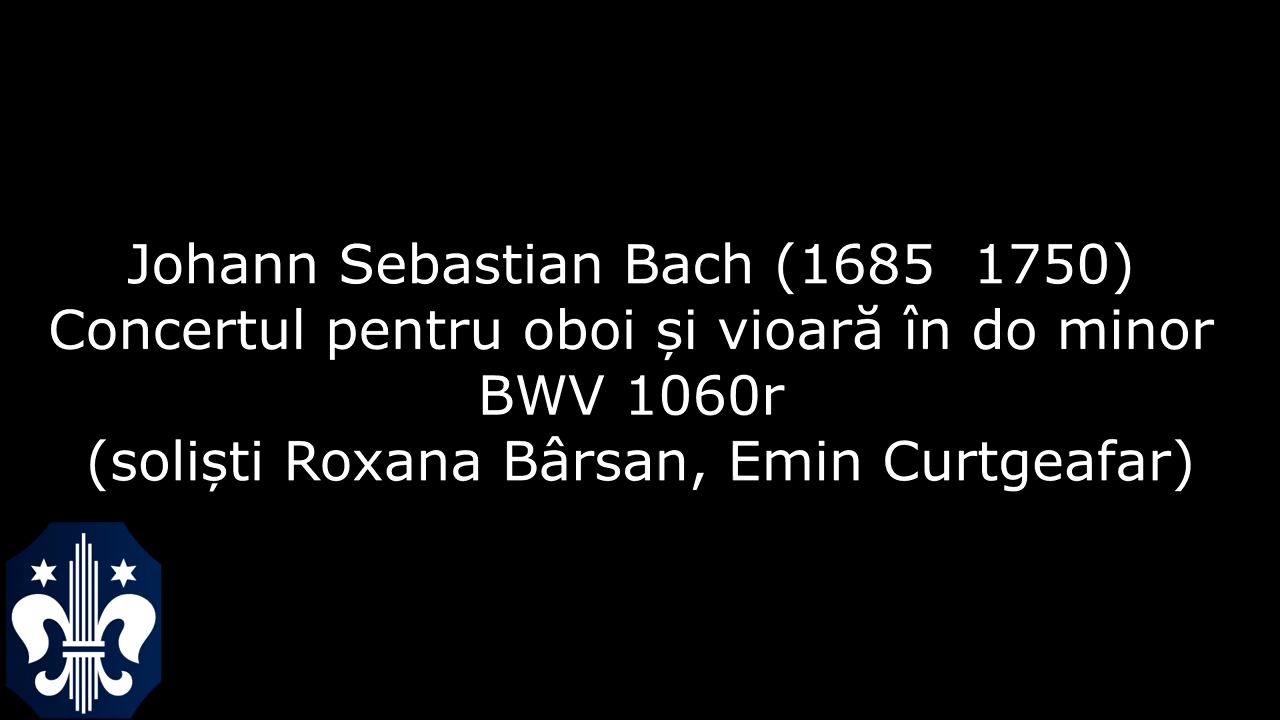 Johann Sebastian Bach (1685  1750)
Concertul pentru oboi și vioară în do minor
BWV 1060r
(soliști Roxana Bârsan, Emin Curtgeafar)